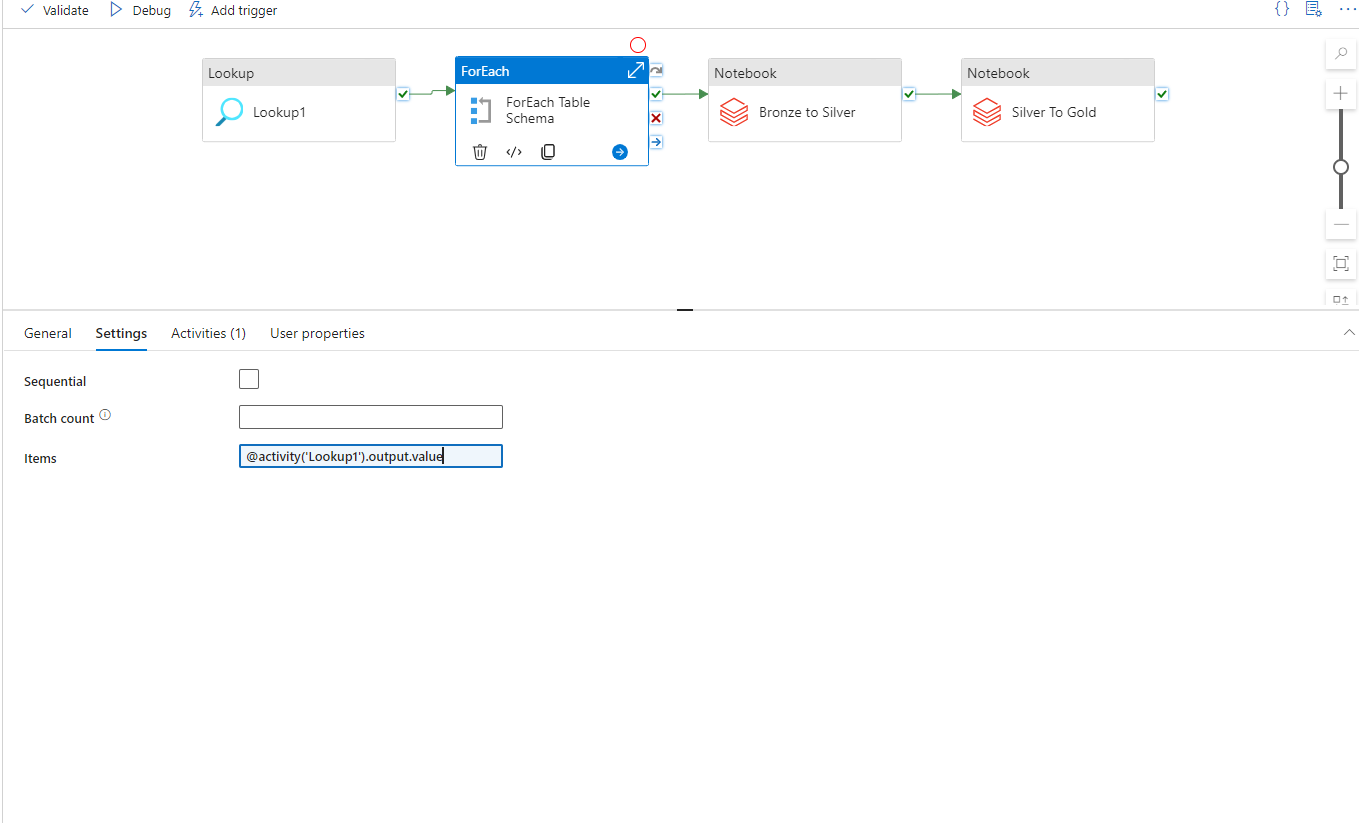 Validate Debug Add trigger
Lookup
Lookup1
ForEach
ForEach Table
Schema
Notebook
Bronze to Silver
Notebook
Silver To Gold
General Settings Activities (1) User properties
Sequential
Batch count
Items @activity('Lookup1').output.value